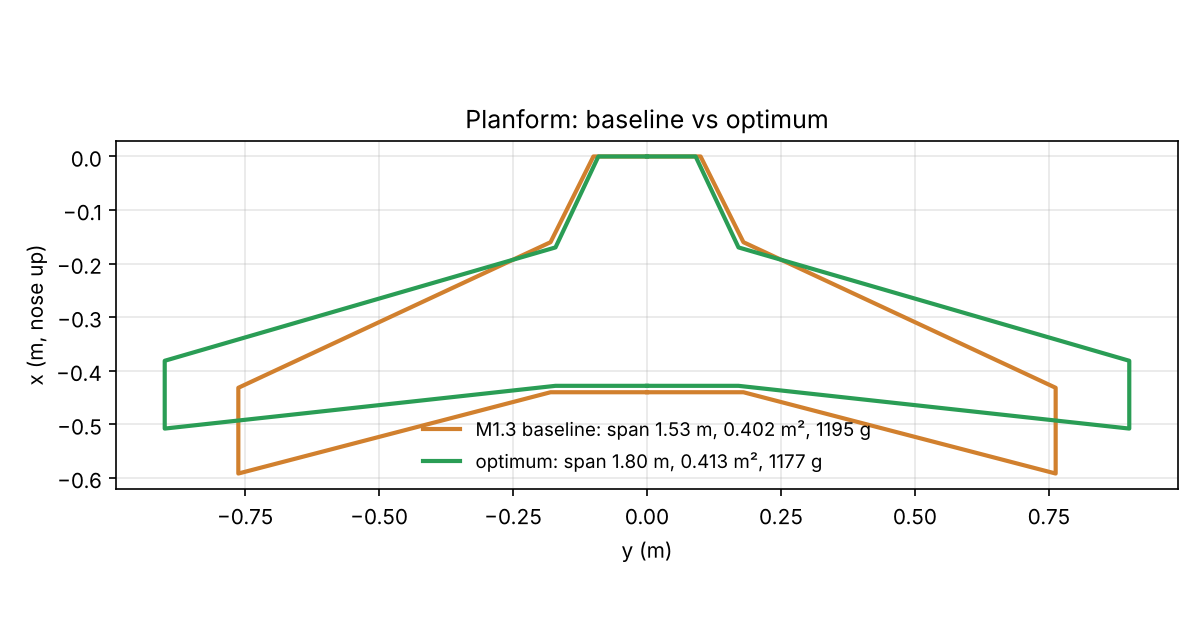 Planform: baseline vs optimum
x (m, nose up)
0.0
−0.1
−0.2
−0.3
−0.4
−0.5
−0.6
M1.3 baseline: span 1.53 m, 0.402 m², 1195 g
optimum: span 1.80 m, 0.413 m², 1177 g
−0.75 −0.50 −0.25 0.00 0.25 0.50 0.75
y (m)